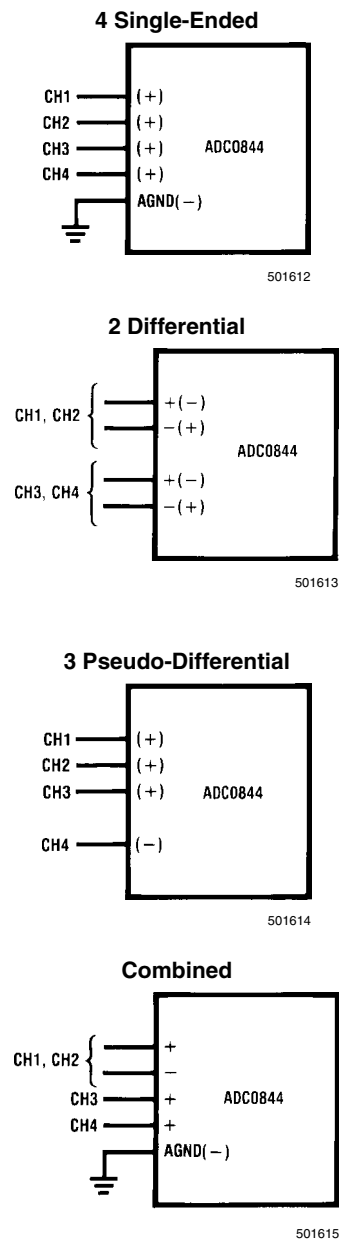 4 Single-Ended
CH1
(+)
CH2
(+)
CH3
(+)
CH4
(+)
AGND(−)
ADC0844
501612
2 Differential
CH1, CH2
+(−)
−(+)
CH3, CH4
+(−)
−(+)
ADC0844
501613
3 Pseudo-Differential
CH1
(+)
CH2
(+)
CH3
(+)
CH4
(−)
ADC0844
501614
Combined
CH1, CH2
+
−
CH3
+
CH4
+
AGND(−)
ADC0844
501615